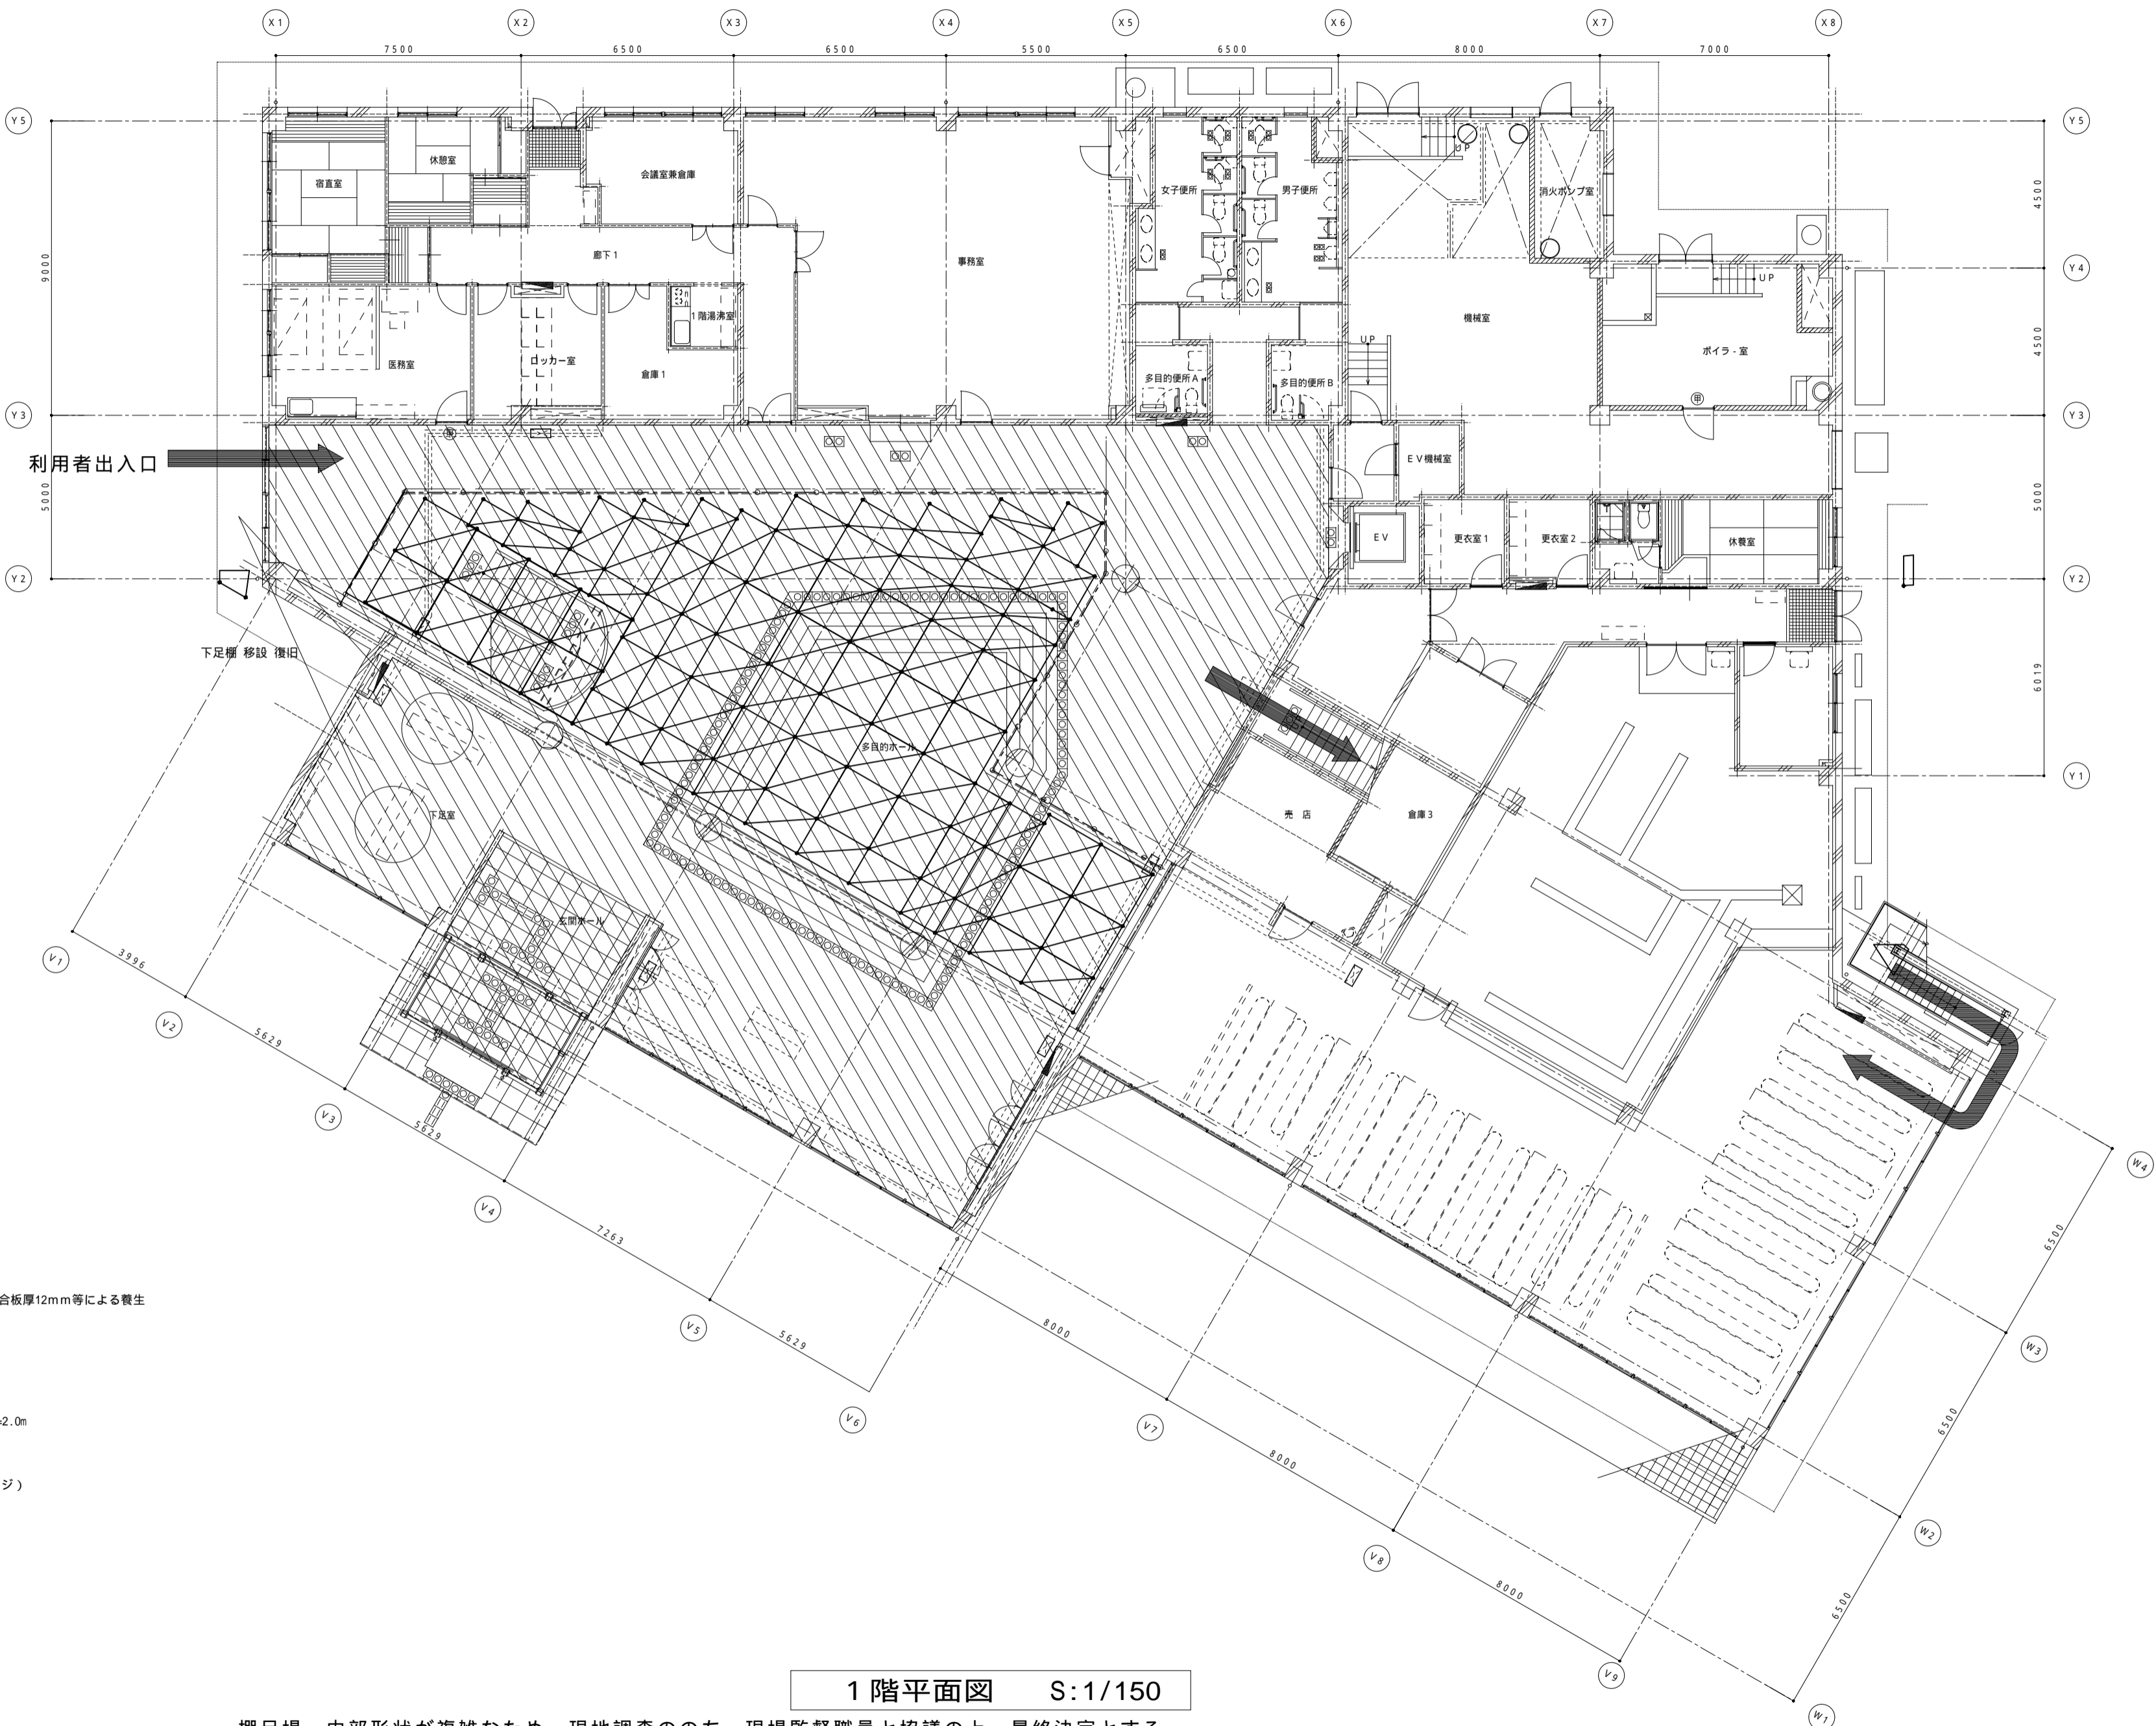 X1 X2 X3 X4 X5 X6 X7 X8
7500 6500 6500 5500 6500 8000 7000
Y5
Y3
Y2
9000
5000
Y5
Y4
Y3
Y2
Y1
4500
4500
5000
6019
宿直室
休憩室
会議室兼倉庫
廊下1
事務室
女子便所
男子便所
UP
消火ポンプ室
機械室
UP
ボイラ-室
医務室
ロッカー室
倉庫1
1階湯沸室
多目的便所A
多目的便所B
UP
EV機械室
利用者出入口
EV
更衣室1
更衣室2
休養室
下足棚 移設 復旧
多目的ホール
下足室
玄関ホール
売 店
倉庫3
V1 V2 V3 V4 V5 V6 V7 V8 V9
3996 5629 5629 7263 5629 8000 8000 8000
W4 W3 W2 W1
6500 6500 6500
合板厚12mm等による養生
2.0m
ジ)
1階平面図 S:1/150